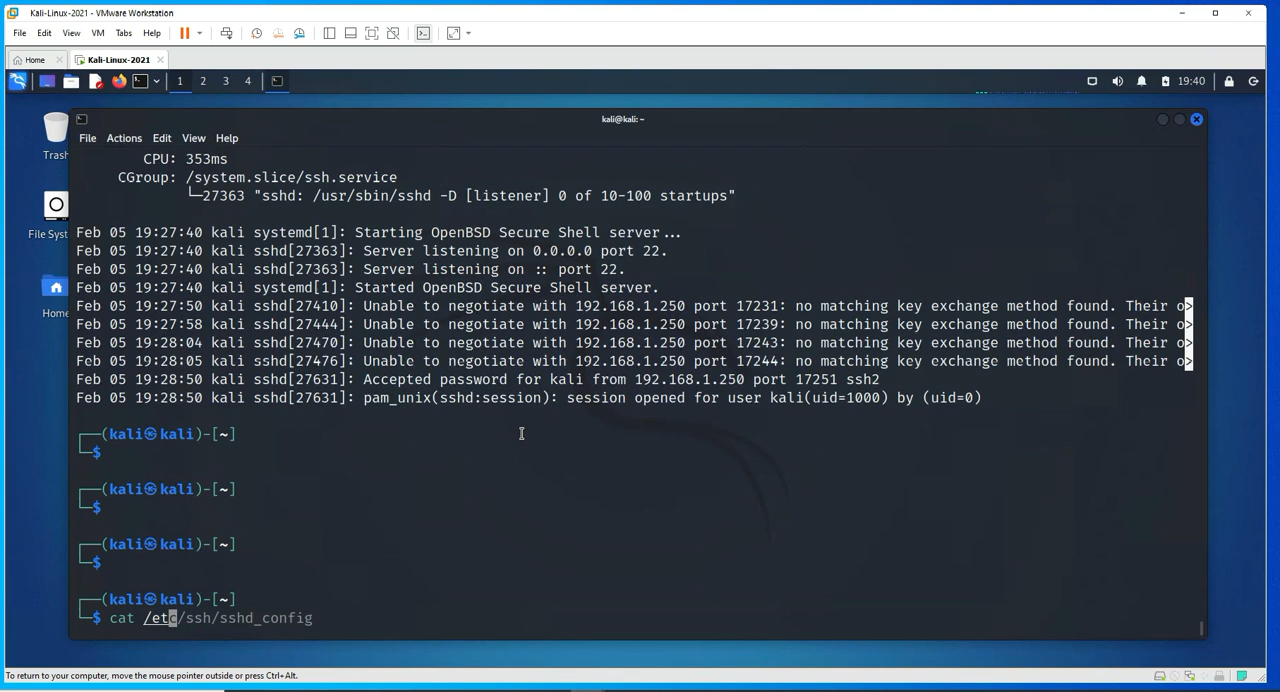 Kali-Linux-2021 - VMware Workstation
File Edit View VM Tabs Help
Home Kali-Linux-2021
1 2 3 4 19:40
kali@kali: ~
File Actions Edit View Help
Trash
File Syst
Home
CPU: 353ms
CGroup: /system.slice/ssh.service
└─27363 "sshd: /usr/sbin/sshd -D [listener] 0 of 10-100 startups"
Feb 05 19:27:40 kali systemd[1]: Starting OpenBSD Secure Shell server...
Feb 05 19:27:40 kali sshd[27363]: Server listening on 0.0.0.0 port 22.
Feb 05 19:27:40 kali sshd[27363]: Server listening on :: port 22.
Feb 05 19:27:40 kali systemd[1]: Started OpenBSD Secure Shell server.
Feb 05 19:27:50 kali sshd[27410]: Unable to negotiate with 192.168.1.250 port 17231: no matching key exchange method found. Their o>
Feb 05 19:27:58 kali sshd[27444]: Unable to negotiate with 192.168.1.250 port 17239: no matching key exchange method found. Their o>
Feb 05 19:28:04 kali sshd[27470]: Unable to negotiate with 192.168.1.250 port 17243: no matching key exchange method found. Their o>
Feb 05 19:28:05 kali sshd[27476]: Unable to negotiate with 192.168.1.250 port 17244: no matching key exchange method found. Their o>
Feb 05 19:28:50 kali sshd[27631]: Accepted password for kali from 192.168.1.250 port 17251 ssh2
Feb 05 19:28:50 kali sshd[27631]: pam_unix(sshd:session): session opened for user kali(uid=1000) by (uid=0)
┌──(kali㉿kali)-[~]
└─$
┌──(kali㉿kali)-[~]
└─$
┌──(kali㉿kali)-[~]
└─$
┌──(kali㉿kali)-[~]
└─$ cat /etc/ssh/sshd_config
To return to your computer, move the mouse pointer outside or press Ctrl+Alt.